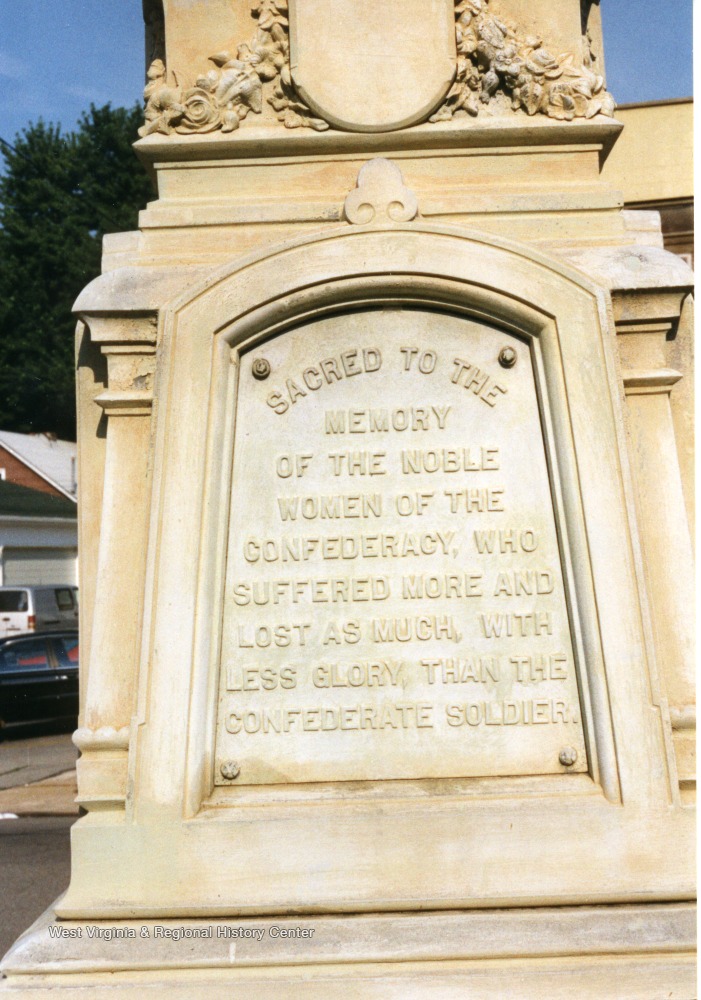 SACRED TO THE
MEMORY
OF THE NOBLE
WOMEN OF THE
CONFEDERACY, WHO
SUFFERED MORE AND
LOST AS MUCH, WITH
LESS GLORY, THAN THE
CONFEDERATE SOLDIER.
West Virginia & Regional History Center